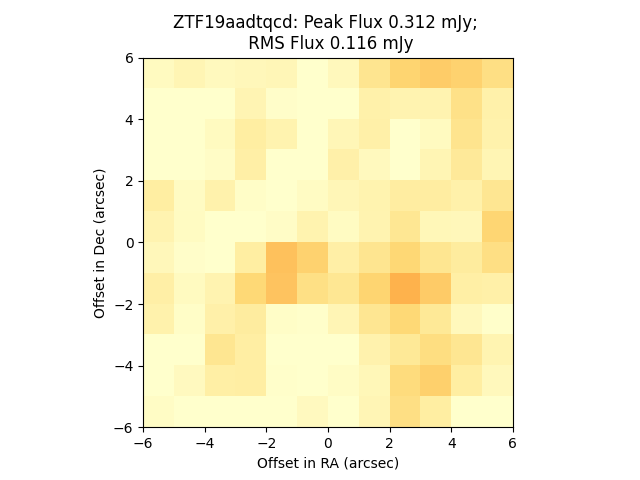 ZTF19aadtqcd: Peak Flux 0.312 mJy;
RMS Flux 0.116 mJy
6
4
2
0
−2
−4
−6
Offset in Dec (arcsec)
−6 −4 −2 0 2 4 6
Offset in RA (arcsec)